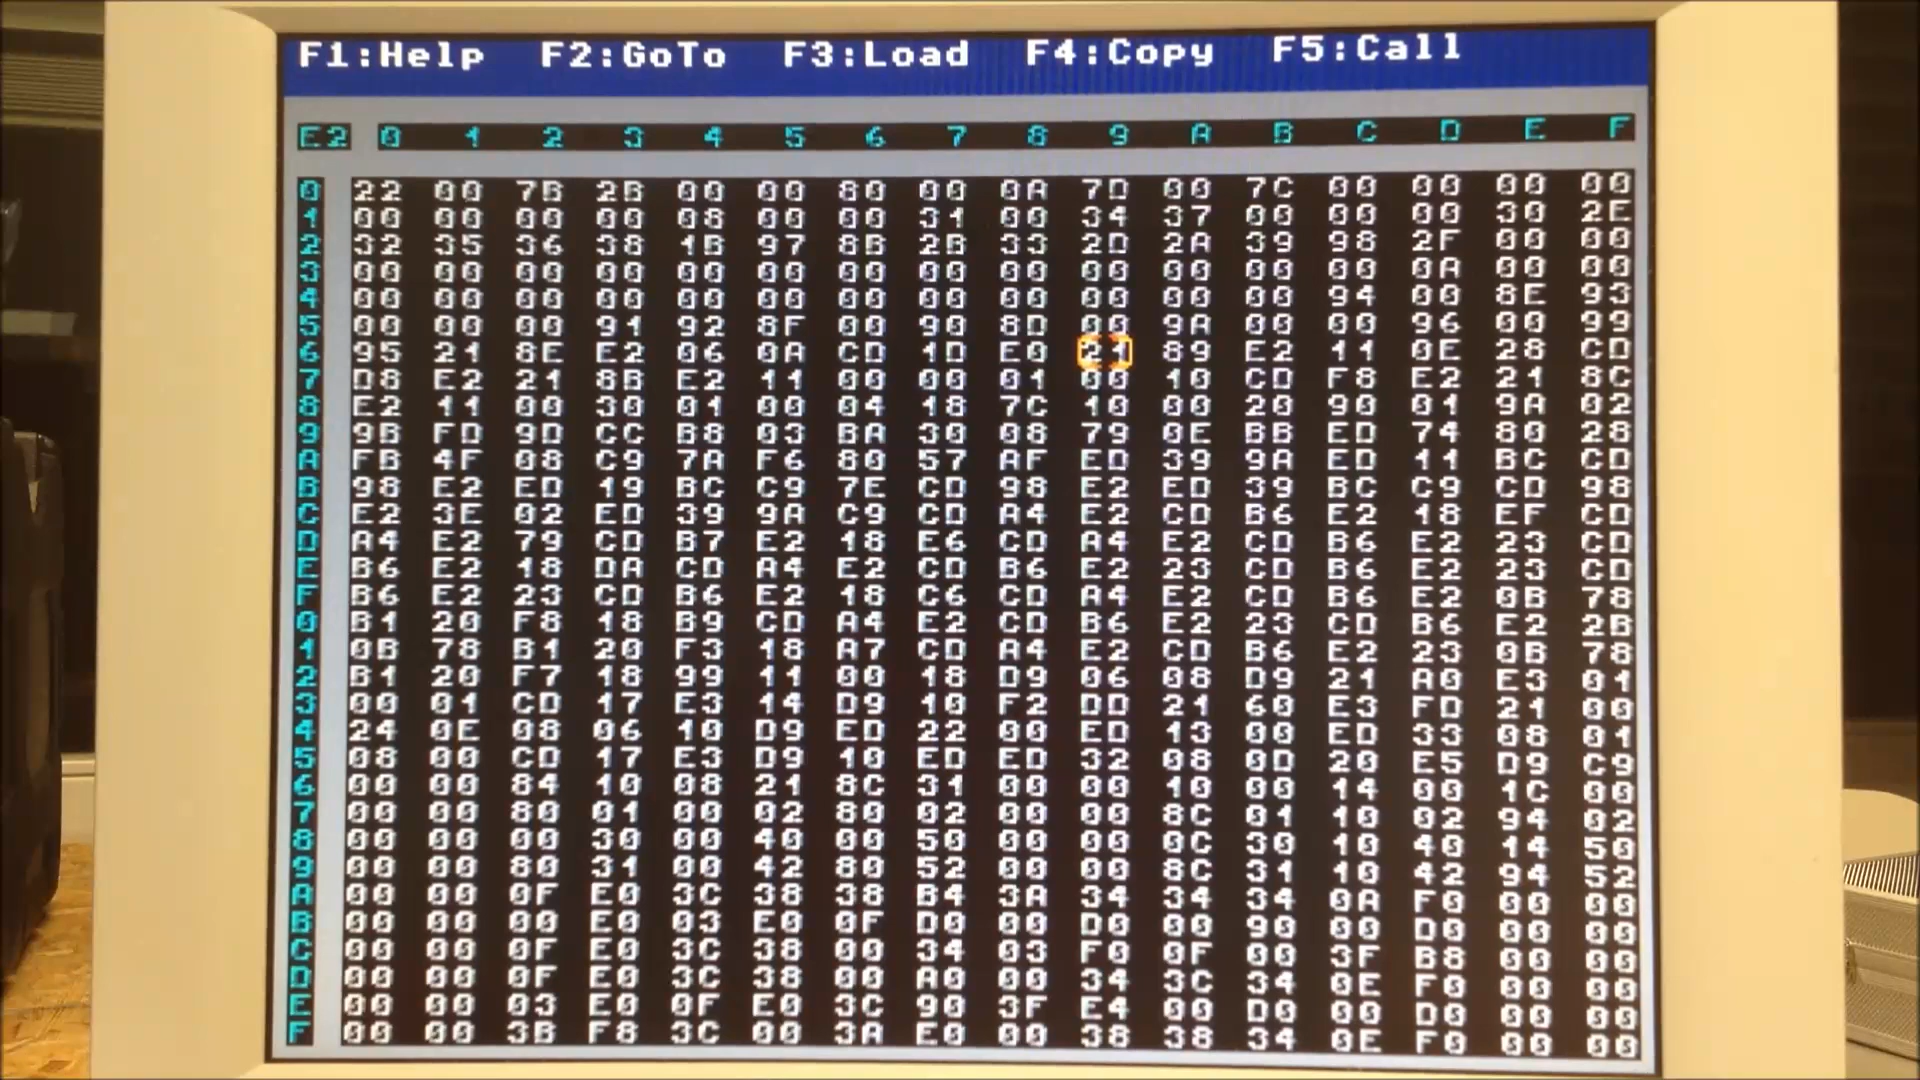 F1:Help F2:GoTo F3:Load F4:Copy F5:Call
E2 0 1 2 3 4 5 6 7 8 9 A B C D E F
0 22 00 7B 2B 00 00 80 00 0A 7D 00 7C 00 00 00 00
1 00 00 00 00 08 00 00 31 00 34 37 00 00 00 30 2E
2 32 35 36 38 1B 97 8B 2B 33 2D 2A 39 98 2F 00 00
3 00 00 00 00 00 00 00 00 00 00 00 00 00 0A 00 00
4 00 00 00 00 00 00 00 00 00 00 00 00 94 00 8E 93
5 00 00 00 91 92 8F 00 90 8D 00 9A 00 00 96 00 99
6 95 21 8E E2 06 0A CD 1D E0 21 89 E2 11 0E 28 CD
7 D8 E2 21 8B E2 11 00 00 01 00 10 CD F8 E2 21 8C
8 E2 11 00 30 01 00 04 18 7C 10 00 20 90 01 9A 02
9 9B FD 9D CC B8 03 BA 30 08 79 0E BB ED 74 80 28
A FB 4F 08 C9 7A F6 80 57 AF ED 39 9A ED 11 BC CD
B 98 E2 ED 19 BC C9 7E CD 98 E2 ED 39 BC C9 CD 98
C E2 3E 02 ED 39 9A C9 CD A4 E2 CD B6 E2 18 EF CD
D A4 E2 79 CD B7 E2 18 E6 CD A4 E2 CD B6 E2 23 CD
E B6 E2 18 DA CD A4 E2 CD B6 E2 23 CD B6 E2 23 CD
F B6 E2 23 CD B6 E2 18 C6 CD A4 E2 CD B6 E2 0B 78
0 B1 20 F8 18 B9 CD A4 E2 CD B6 E2 23 CD B6 E2 2B
1 0B 78 B1 20 F3 18 A7 CD A4 E2 CD B6 E2 23 0B 78
2 B1 20 F7 18 99 11 00 18 D9 06 08 D9 21 A0 E3 01
3 00 01 CD 17 E3 14 D9 10 F2 DD 21 60 E3 FD 21 00
4 24 0E 08 06 10 D9 ED 22 00 ED 13 00 ED 33 08 01
5 08 00 CD 17 E3 D9 10 ED ED 32 08 0D 20 E5 D9 C9
6 00 00 84 10 08 21 8C 31 00 00 10 00 14 00 1C 00
7 00 00 80 01 00 02 80 02 00 00 8C 01 10 02 94 02
8 00 00 00 30 00 40 00 50 00 00 0C 30 10 40 14 50
9 00 00 80 31 00 42 80 52 00 00 8C 31 10 42 94 52
A 00 00 0F E0 3C 38 38 B4 3A 34 34 34 0A F0 00 00
B 00 00 00 E0 03 E0 0F D0 00 D0 00 90 00 D0 00 00
C 00 00 0F E0 3C 38 00 34 03 F0 0F 00 3F B8 00 00
D 00 00 0F E0 3C 38 00 A0 00 34 3C 34 0E F0 00 00
E 00 00 03 E0 0F E0 3C 90 3F E4 00 D0 00 D0 00 00
F 00 00 3B F8 3C 00 3A E0 00 38 38 34 0E F0 00 00